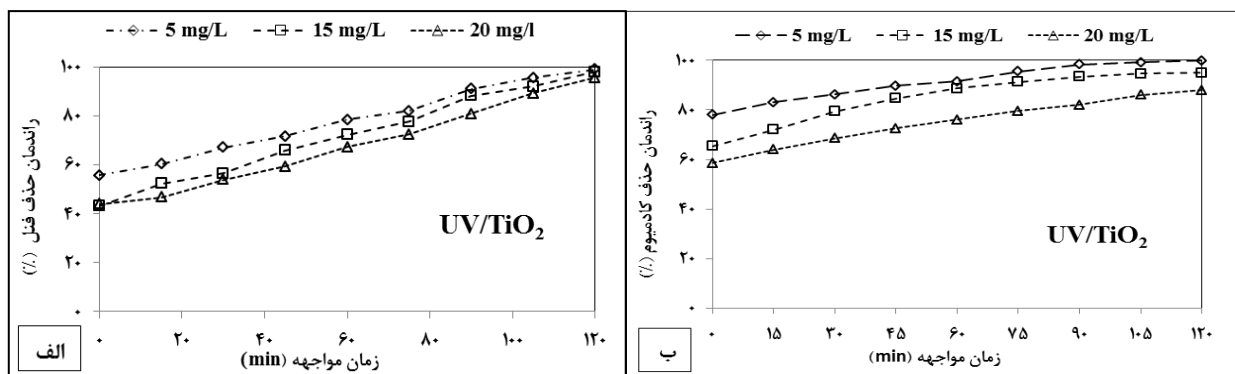 5 mg/L 15 mg/L 20 mg/l
راندمان حذف فنل (٪)
۱۰۰
۸۰
۶۰
۴۰
۲۰
۰
UV/TiO₂
۰ ۲۰ ۴۰ ۶۰ ۸۰ ۱۰۰ ۱۲۰
زمان مواجهه (min)
الف
5 mg/L 15 mg/L 20 mg/L
راندمان حذف کادمیوم (٪)
۱۰۰
۸۰
۶۰
۴۰
۲۰
۰
UV/TiO₂
۰ ۱۵ ۳۰ ۴۵ ۶۰ ۷۵ ۹۰ ۱۰۵ ۱۲۰
زمان مواجهه (min)
ب